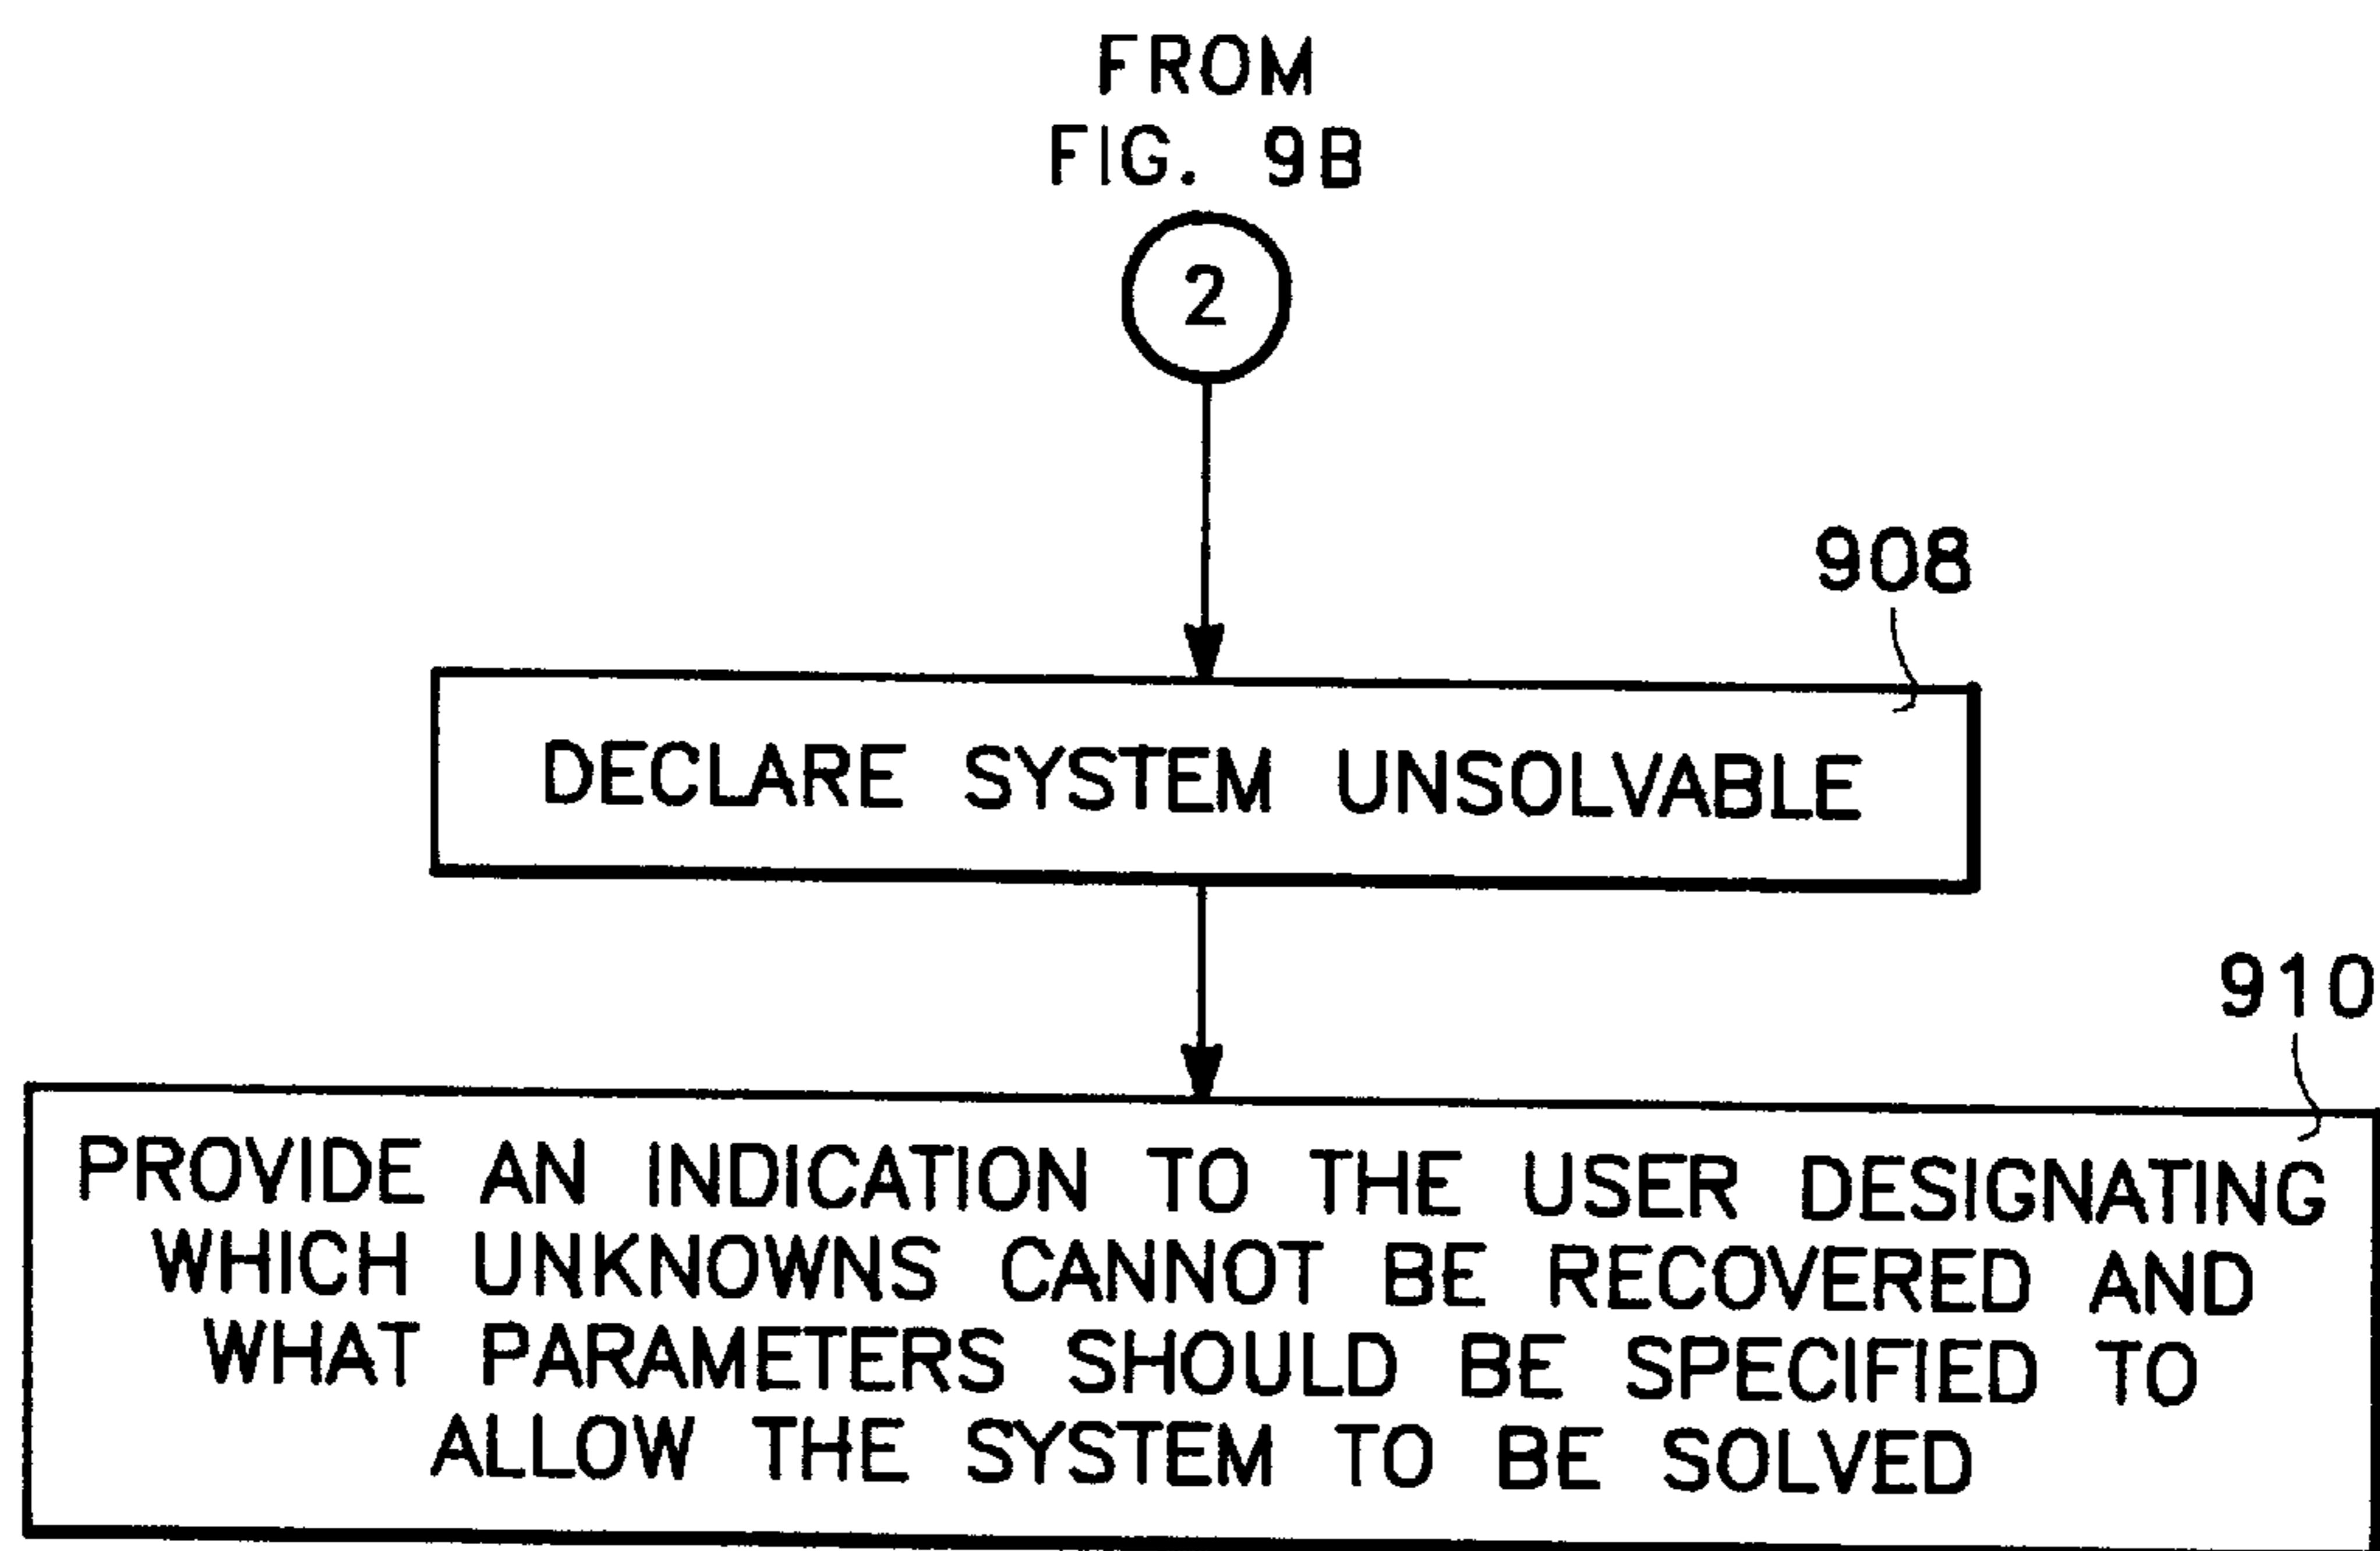 FROM
FIG. 9B
2
908
DECLARE SYSTEM UNSOLVABLE
910
PROVIDE AN INDICATION TO THE USER DESIGNATING
WHICH UNKNOWNS CANNOT BE RECOVERED AND
WHAT PARAMETERS SHOULD BE SPECIFIED TO
ALLOW THE SYSTEM TO BE SOLVED